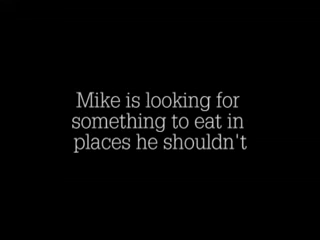 Mike is looking for
something to eat in
places he shouldn't